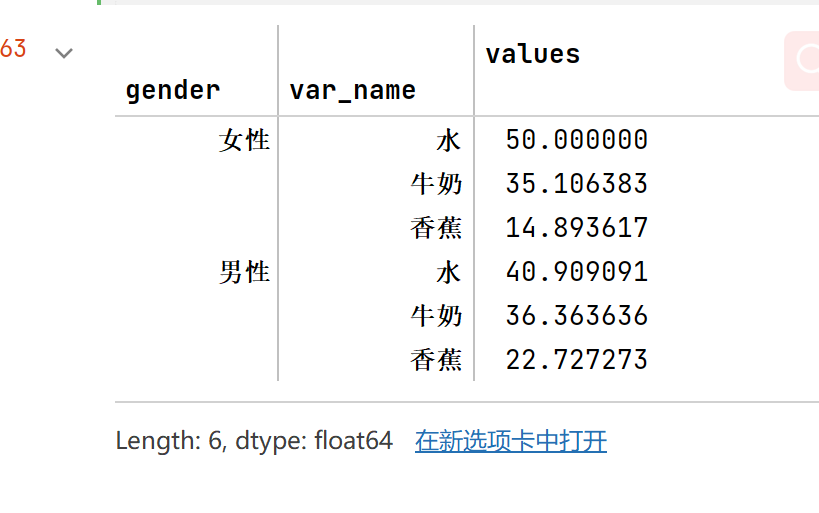 63
values
gender var_name
女性 水 50.000000
牛奶 35.106383
香蕉 14.893617
男性 水 40.909091
牛奶 36.363636
香蕉 22.727273
Length: 6, dtype: float64 在新选项卡中打开